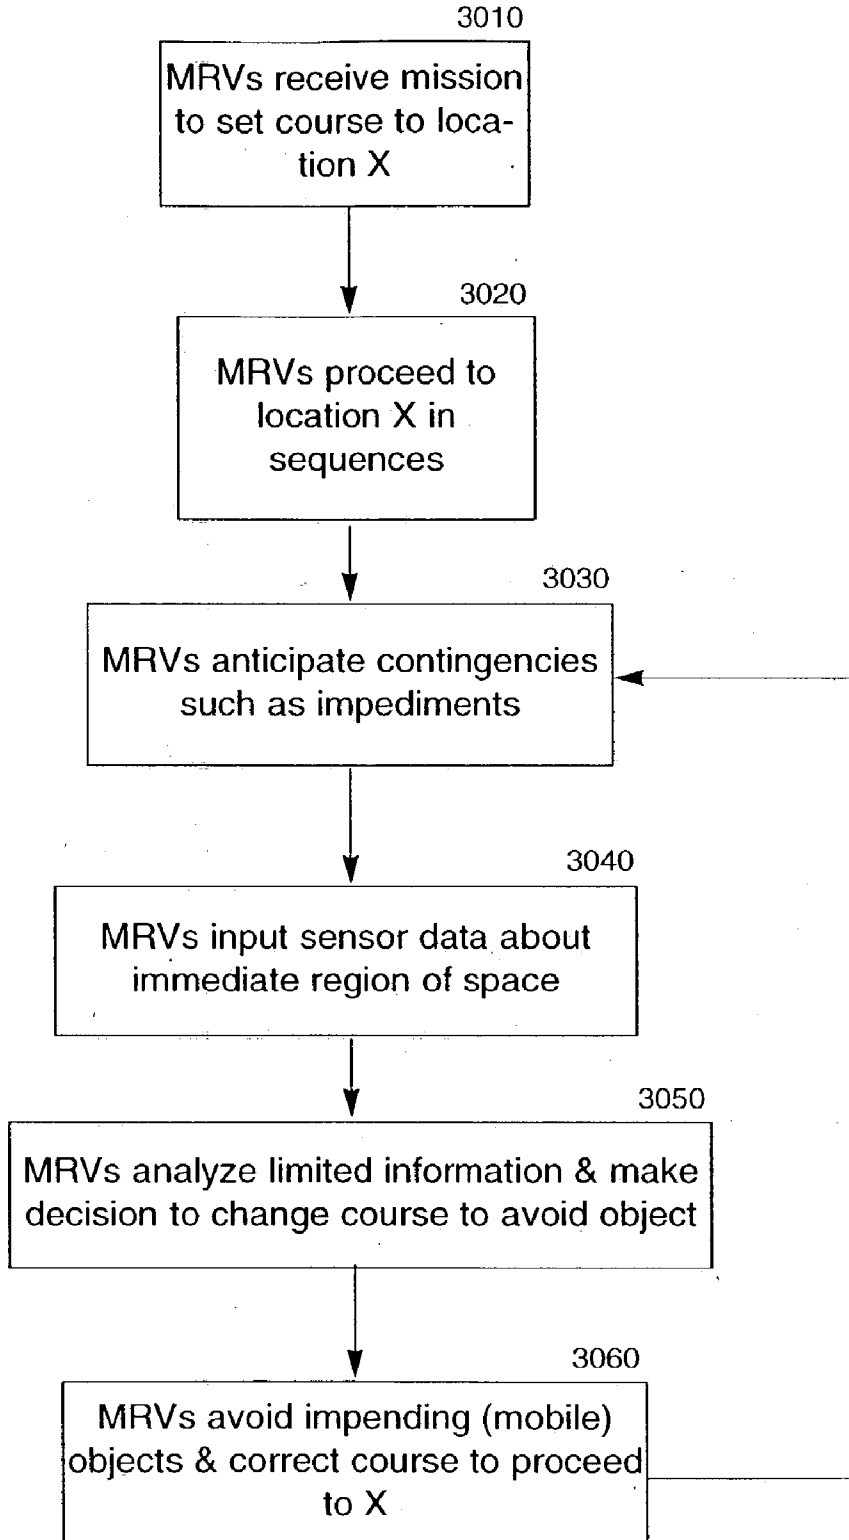 3010
MRVs receive mission
to set course to loca-
tion X
3020
MRVs proceed to
location X in
sequences
3030
MRVs anticipate contingencies
such as impediments
3040
MRVs input sensor data about
immediate region of space
3050
MRVs analyze limited information & make
decision to change course to avoid object
3060
MRVs avoid impending (mobile)
objects & correct course to proceed
to X